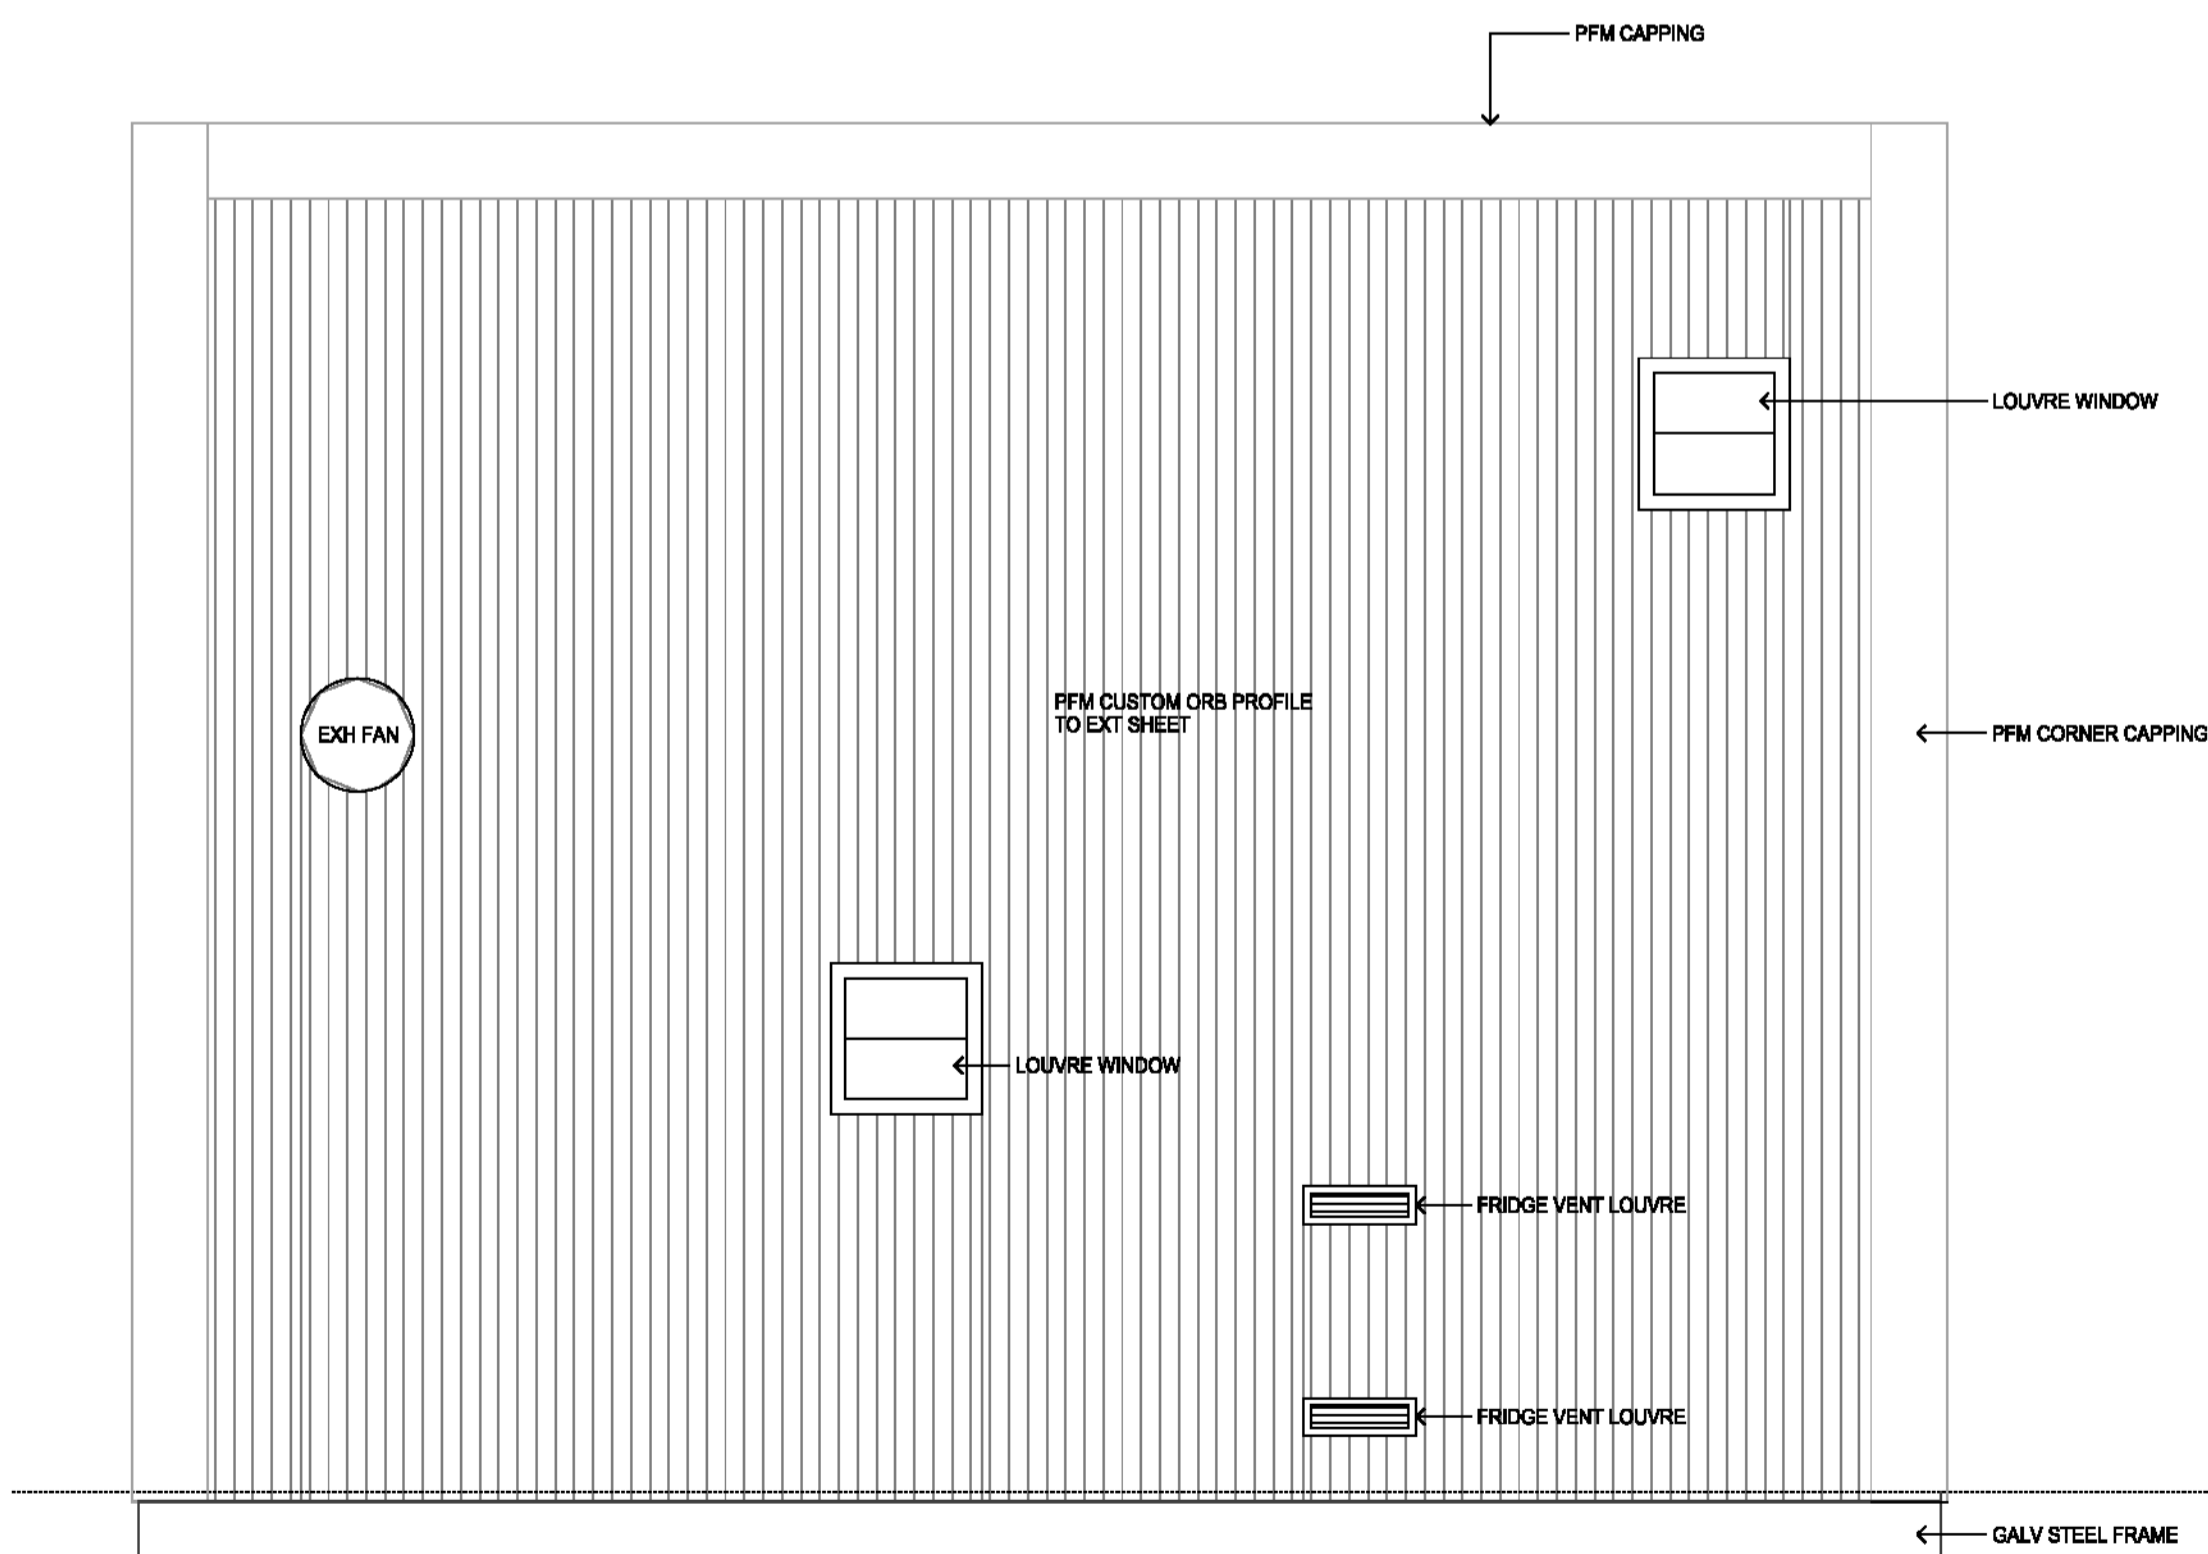 PFM CAPPING
LOUVRE WINDOW
PFM CUSTOM ORB PROFILE
TO EXT SHEET
EXH FAN
PFM CORNER CAPPING
LOUVRE WINDOW
FRIDGE VENT LOUVRE
FRIDGE VENT LOUVRE
GALV STEEL FRAME